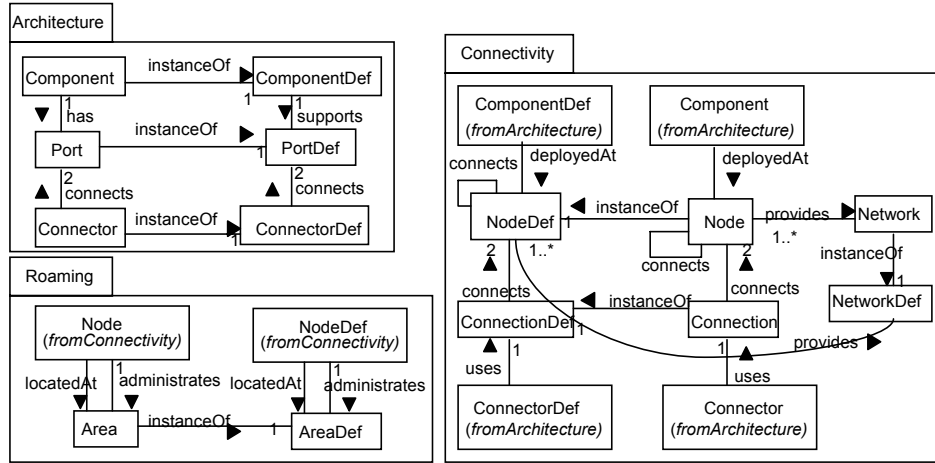 Architecture
Component
instanceOf
ComponentDef
1
1
1
has
supports
Port
instanceOf
PortDef
1
2
2
connects
connects
Connector
instanceOf
ConnectorDef
1
Roaming
Node
(fromConnectivity)
NodeDef
(fromConnectivity)
1
1
locatedAt
administrates
locatedAt
administrates
Area
instanceOf
1
AreaDef
Connectivity
ComponentDef
(fromArchitecture)
Component
(fromArchitecture)
connects
deployedAt
deployedAt
NodeDef
1
instanceOf
Node
provides
Network
1..*
1..*
2
connects
2
instanceOf
connects
connects
1
NetworkDef
ConnectionDef
instanceOf
1
Connection
provides
1
1
uses
uses
ConnectorDef
(fromArchitecture)
Connector
(fromArchitecture)